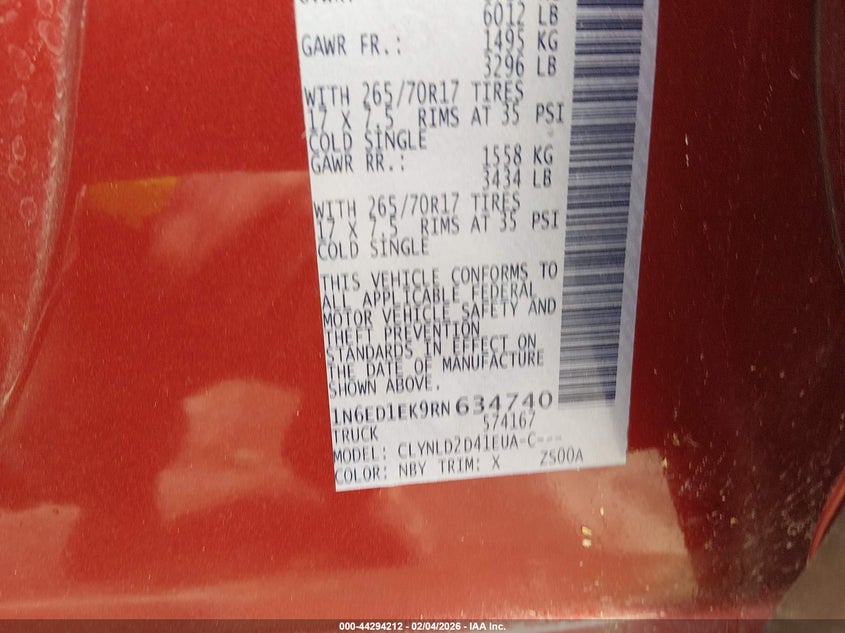 6012 LB
GAWR FR.: 1495 KG
3296 LB
WITH 265/70R17 TIRES
17 X 7.5 RIMS AT 35 PSI
COLD SINGLE
GAWR RR.: 1558 KG
3434 LB
WITH 265/70R17 TIRES
17 X 7.5 RIMS AT 35 PSI
COLD SINGLE
THIS VEHICLE CONFORMS TO
ALL APPLICABLE FEDERAL
MOTOR VEHICLE SAFETY AND
THEFT PREVENTION
STANDARDS IN EFFECT ON
THE DATE OF MANUFACTURE
SHOWN ABOVE.
1N6ED1EK9RN634740
TRUCK 574167
MODEL: CLYNLD2D41EUA-C---
COLOR: NBY TRIM: X ZS00A
000-44294212 - 02/04/2026 - IAA Inc.